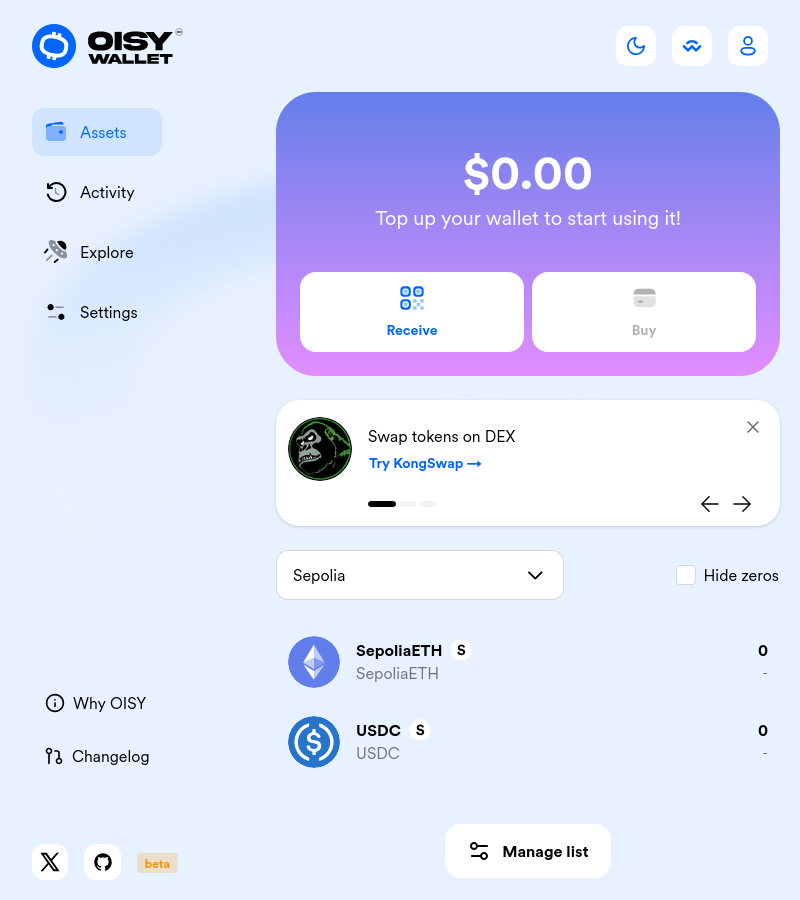 OISY
WALLET
Assets
Activity
Explore
Settings
$0.00
Top up your wallet to start using it!
Receive
Buy
Swap tokens on DEX
Try KongSwap →
Sepolia
Hide zeros
SepoliaETH S
0
SepoliaETH
-
USDC S
0
USDC
-
Why OISY
Changelog
Manage list
beta